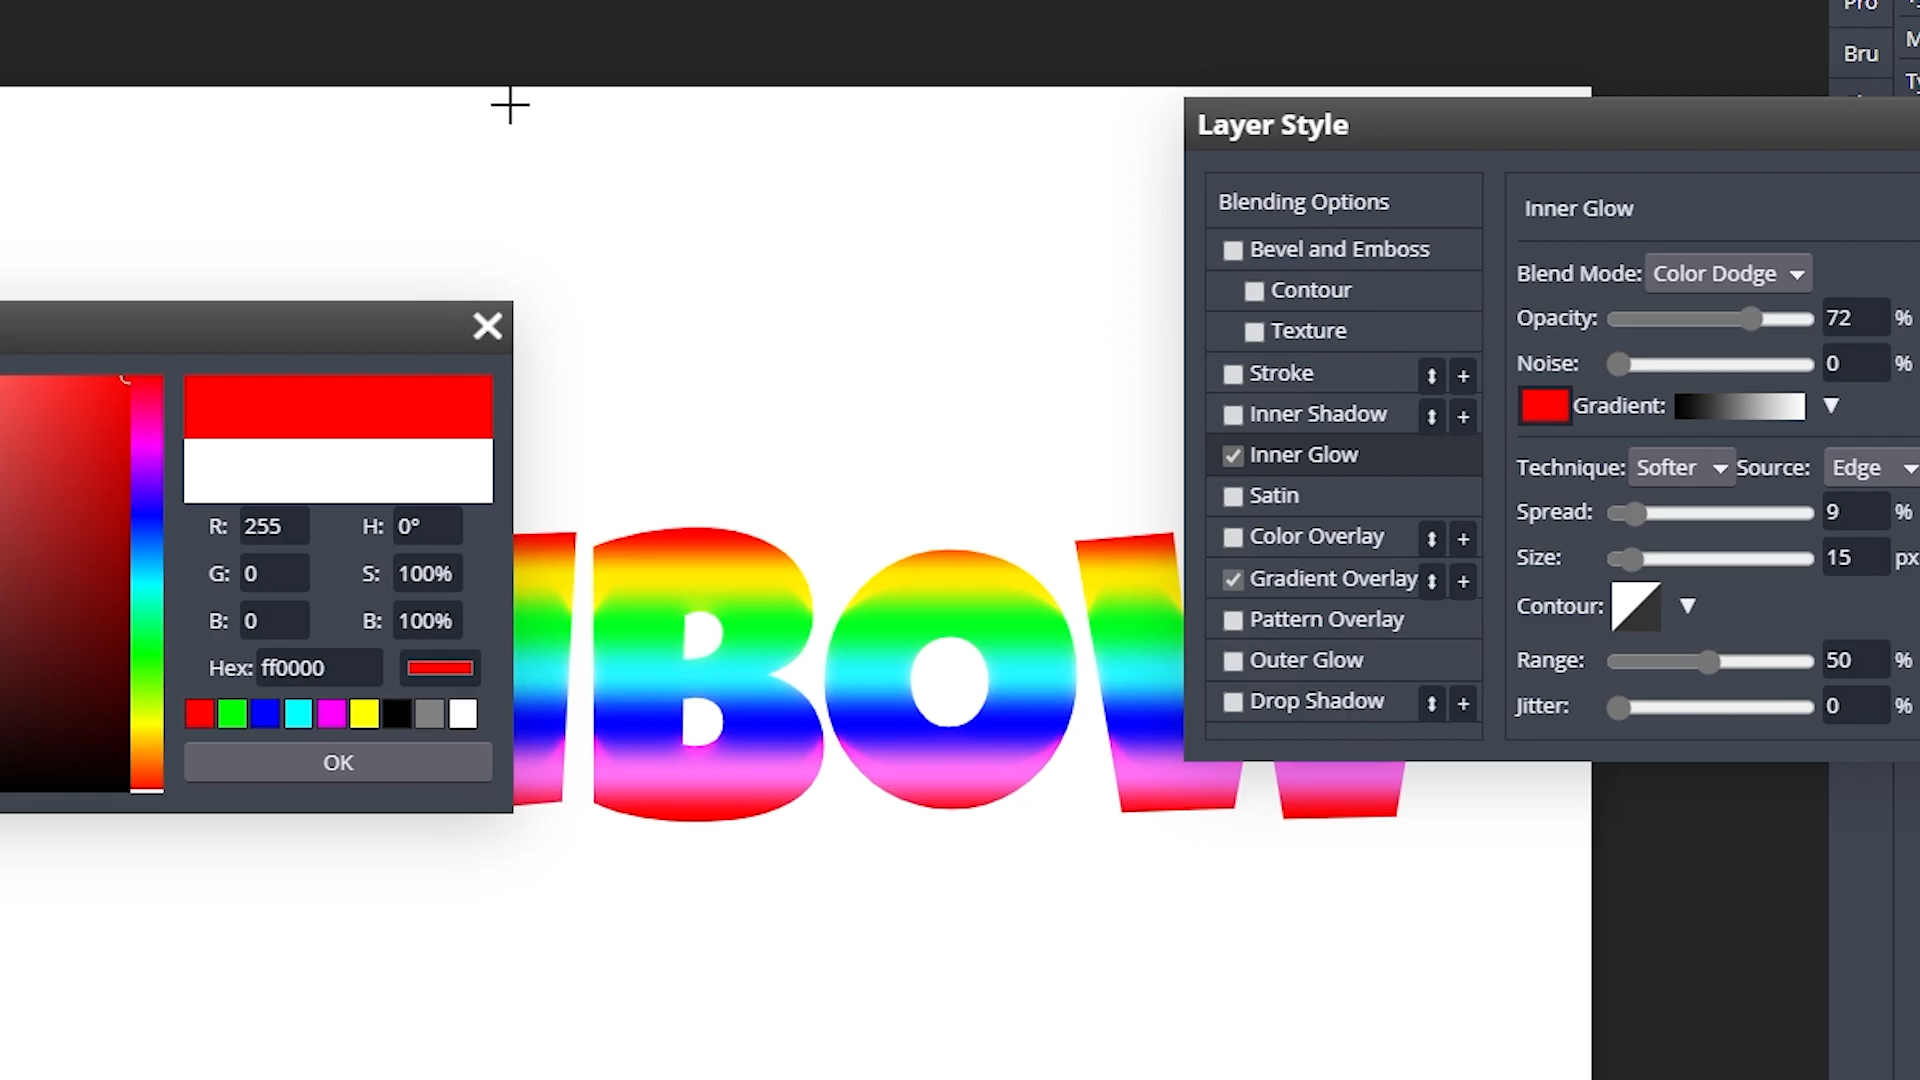 Pro
Bru
M
Ty
Layer Style
Blending Options
Bevel and Emboss
Contour
Texture
Stroke
Inner Shadow
Inner Glow
Satin
Color Overlay
Gradient Overlay
Pattern Overlay
Outer Glow
Drop Shadow
Inner Glow
Blend Mode: Color Dodge
Opacity: 72 %
Noise: 0 %
Gradient:
Technique: Softer Source: Edge
Spread: 9 %
Size: 15 px
Contour:
Range: 50 %
Jitter: 0 %
R: 255 H: 0°
G: 0 S: 100%
B: 0 B: 100%
Hex: ff0000
OK
BOW